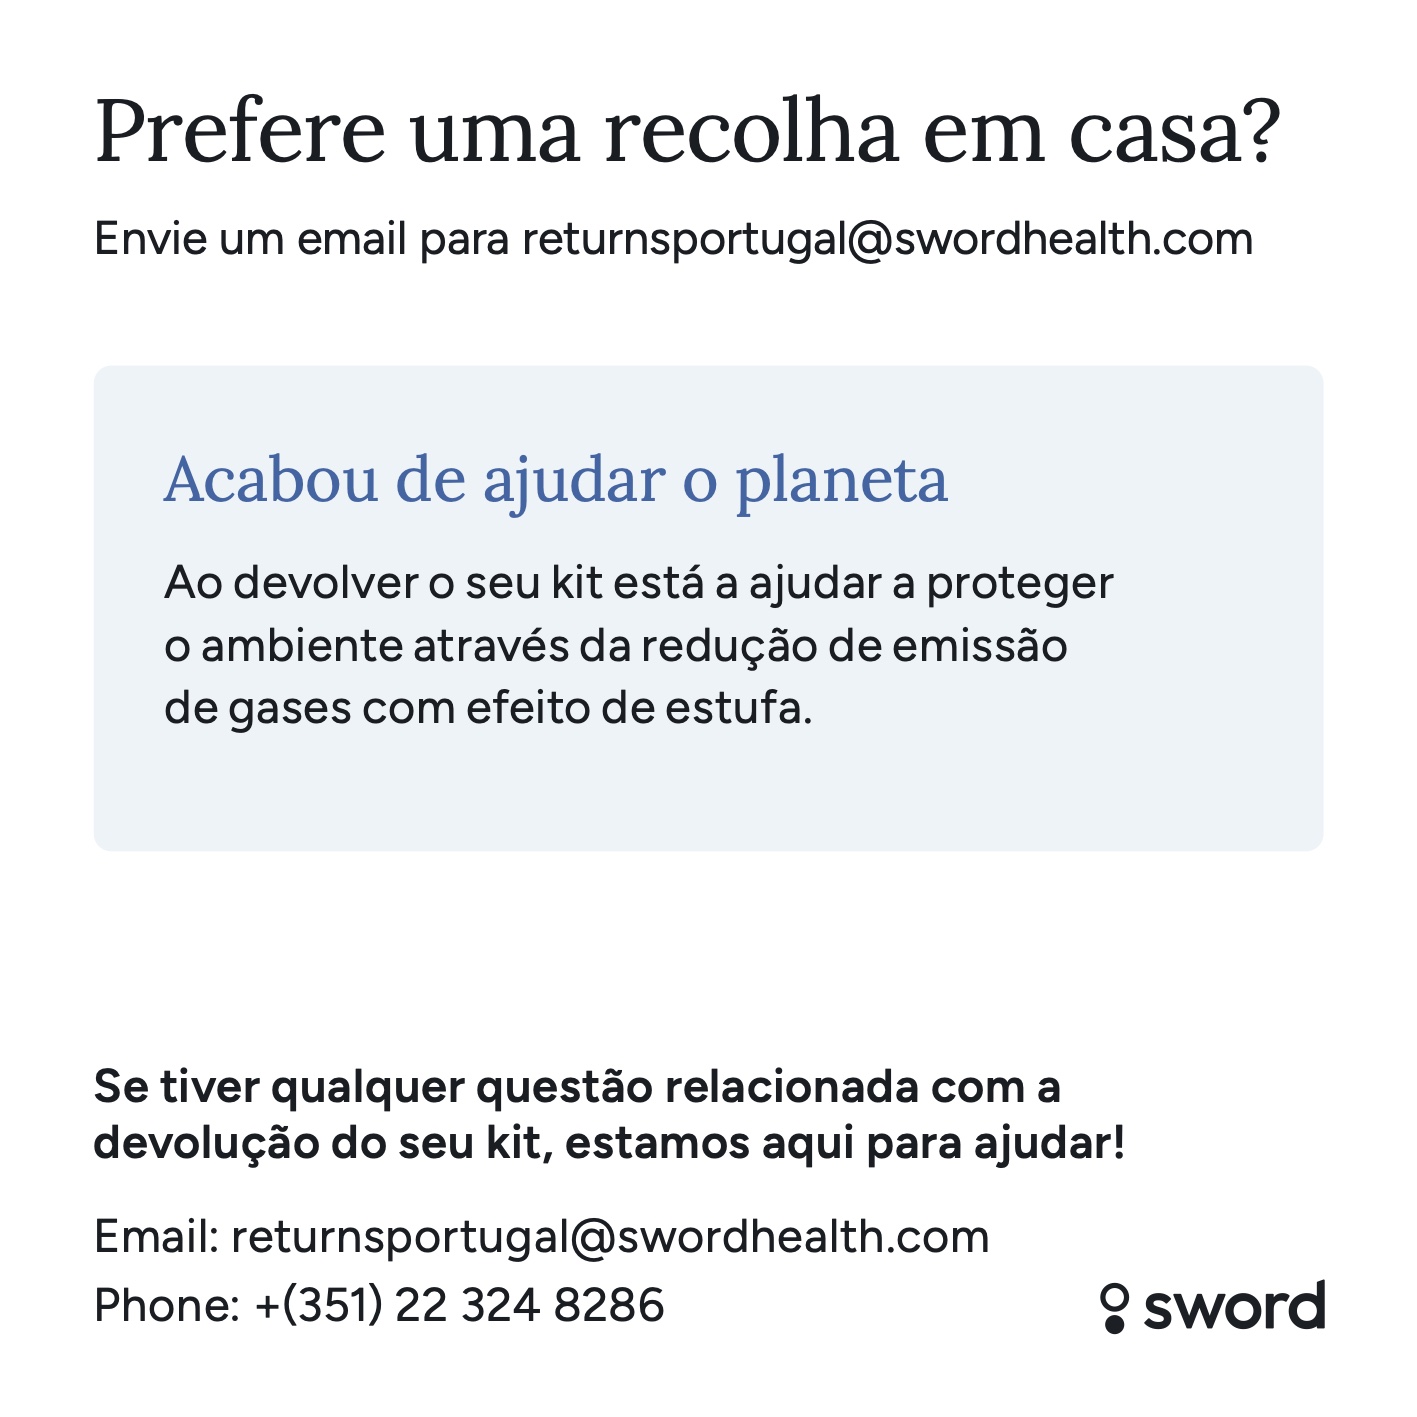 Prefere uma recolha em casa?
Envie um email para returnsportugal@swordhealth.com
Acabou de ajudar o planeta
Ao devolver o seu kit está a ajudar a proteger
o ambiente através da redução de emissão
de gases com efeito de estufa.
Se tiver qualquer questão relacionada com a
devolução do seu kit, estamos aqui para ajudar!
Email: returnsportugal@swordhealth.com
Phone: +(351) 22 324 8286
sword